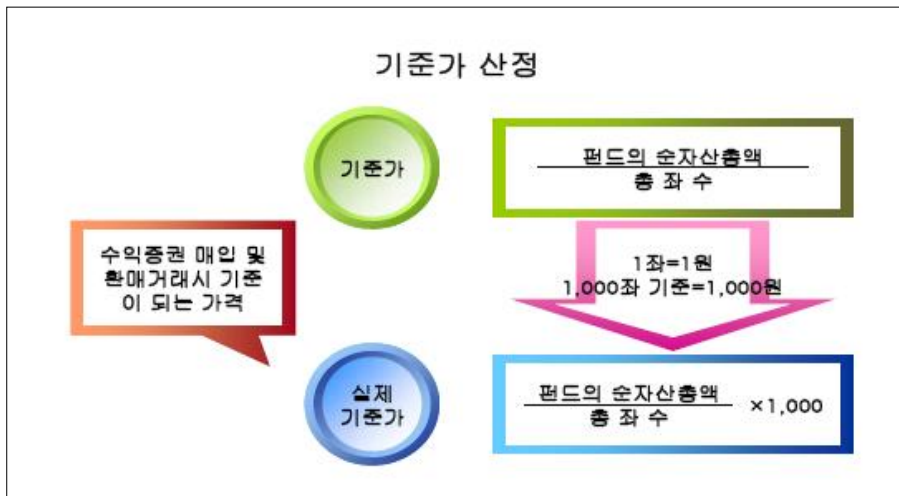 기준가 산정
기준가
펀드의 순자산총액
총 좌 수
수익증권 매입 및
환매거래시 기준
이 되는 가격
1좌=1원
1,000좌 기준=1,000원
실제
기준가
펀드의 순자산총액
총 좌 수
×1,000